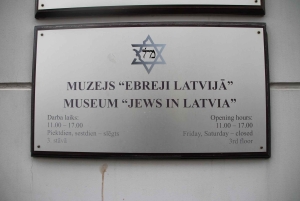 MUZEJS "EBREJI LATVIJĀ"
MUSEUM "JEWS IN LATVIA"
Darba laiks:
11.00 – 17.00
Piektdien, sestdien – slēgts
3. stāvā
Opening hours:
11.00 – 17.00
Friday, Saturday – closed
3rd floor